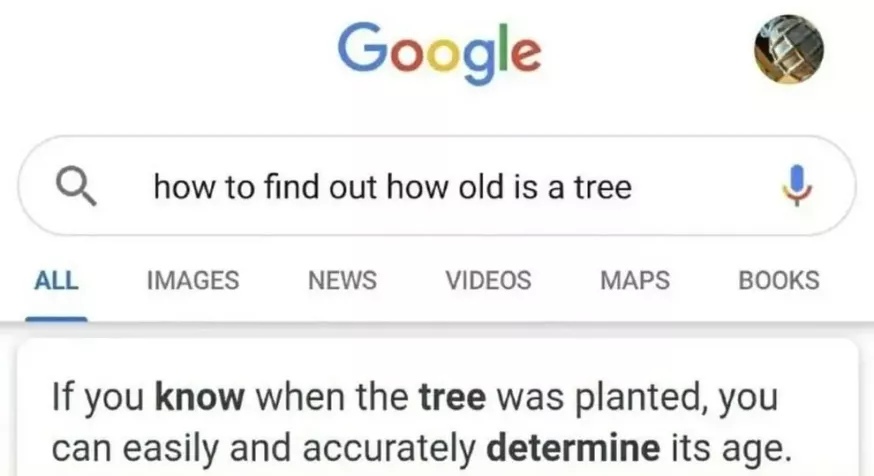 Google
how to find out how old is a tree
ALL IMAGES NEWS VIDEOS MAPS BOOKS
If you know when the tree was planted, you
can easily and accurately determine its age.